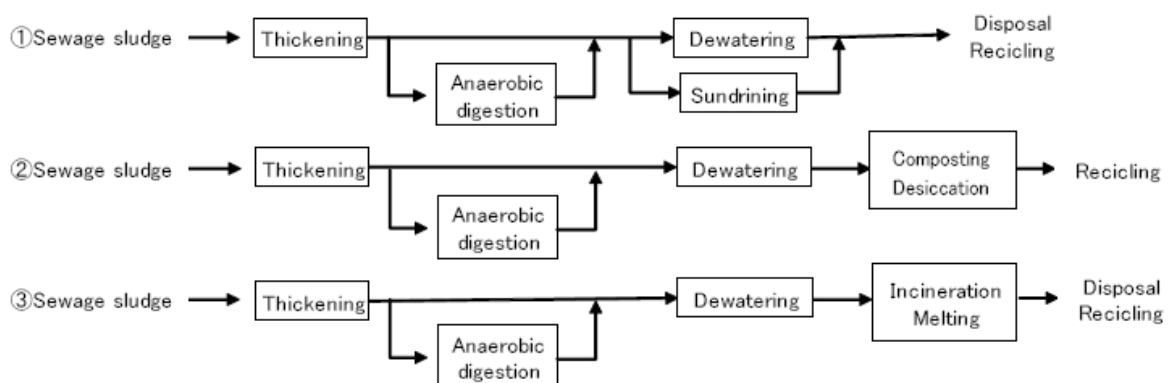 ①Sewage sludge
Thickening
Anaerobic
digestion
Dewatering
Sundrining
Disposal
Recicling
②Sewage sludge
Thickening
Anaerobic
digestion
Dewatering
Composting
Desiccation
Recicling
③Sewage sludge
Thickening
Anaerobic
digestion
Dewatering
Incineration
Melting
Disposal
Recicling